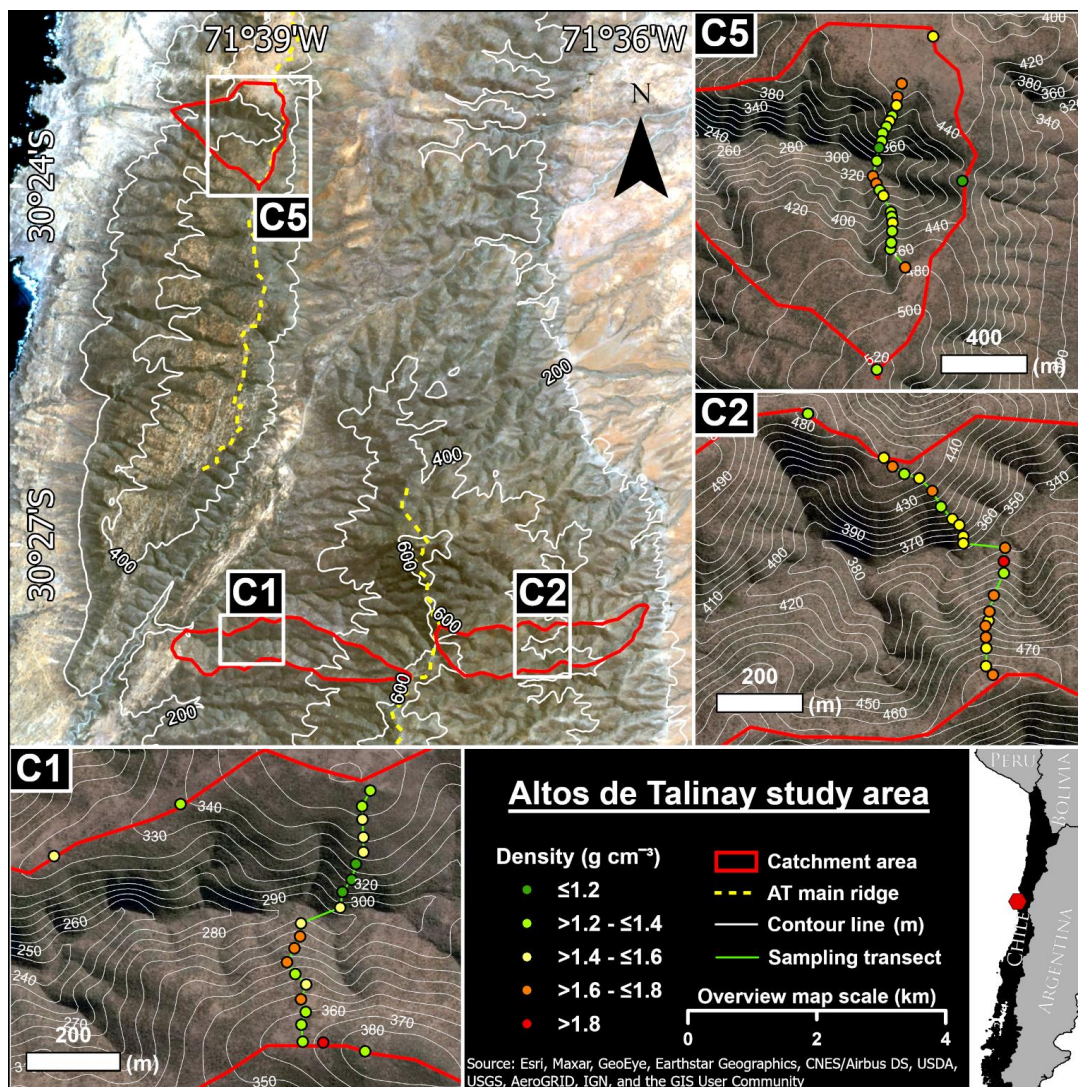 71°39'W
71°36'W
N
30°24'S
30°27'S
C5
C1
C2
200
400
400
600
600
600
200
C5
400
420
380
360
340
320
380
340
240
260
280
300
360
440
320
420
400
440
460
480
500
520
400
(m)
C2
480
440
490
430
360
350
340
390
370
400
380
410
420
470
450
460
200
(m)
C1
340
330
320
290
300
260
280
250
240
270
360
370
380
350
200
(m)
Altos de Talinay study area
Density (g cm⁻³)
≤1.2
>1.2 - ≤1.4
>1.4 - ≤1.6
>1.6 - ≤1.8
>1.8
Catchment area
AT main ridge
Contour line (m)
Sampling transect
Overview map scale (km)
0 2 4
Source: Esri, Maxar, GeoEye, Earthstar Geographics, CNES/Airbus DS, USDA,
USGS, AeroGRID, IGN, and the GIS User Community
PERU
BOLIVIA
CHILE
ARGENTINA